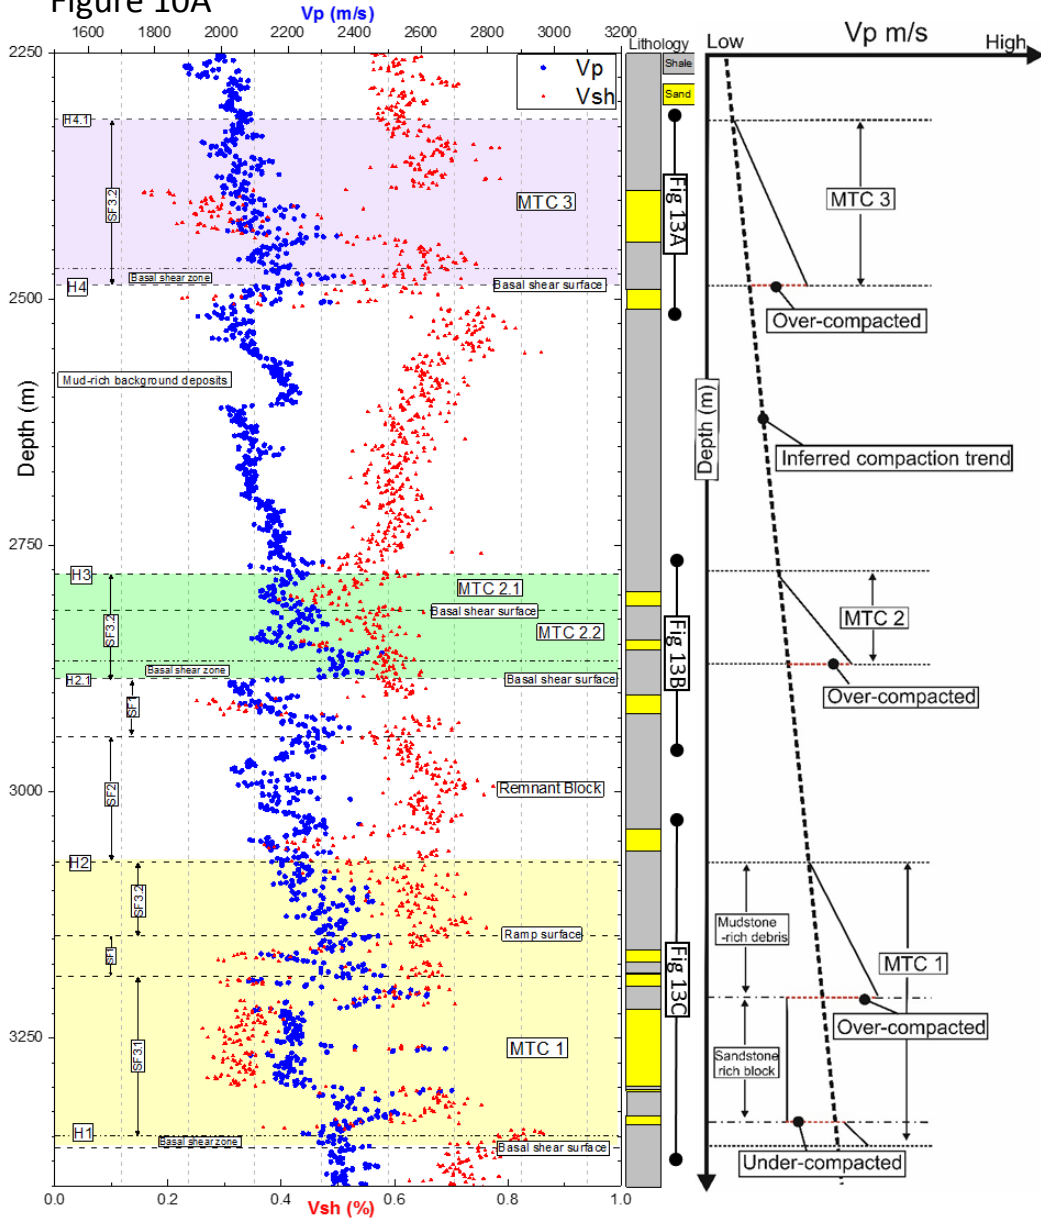 Figure 10A
Vp (m/s)
1600 1800 2000 2200 2400 2600 2800 3000 3200
Lithology
Shale
Sand
Vp
Vsh
2250
2500
2750
3000
3250
Depth (m)
H4.1
SF3.2
MTC 3
Basal shear zone
H4
Basal shear surface
Mud-rich background deposits
H3
MTC 2.1
Basal shear surface
SF3.2
MTC 2.2
Basal shear zone
H2.1
Basal shear surface
SF1
SF2
Remnant Block
H2
SF3.2
Ramp surface
SF1
SF3.1
MTC 1
H1
Basal shear zone
Basal shear surface
0.0 0.2 0.4 0.6 0.8 1.0
Vsh (%)
Fig 13A
Fig 13B
Fig 13C
Vp m/s
Low
High
Depth (m)
MTC 3
Over-compacted
Inferred compaction trend
MTC 2
Over-compacted
Mudstone
-rich debris
MTC 1
Over-compacted
Sandstone
rich block
Under-compacted